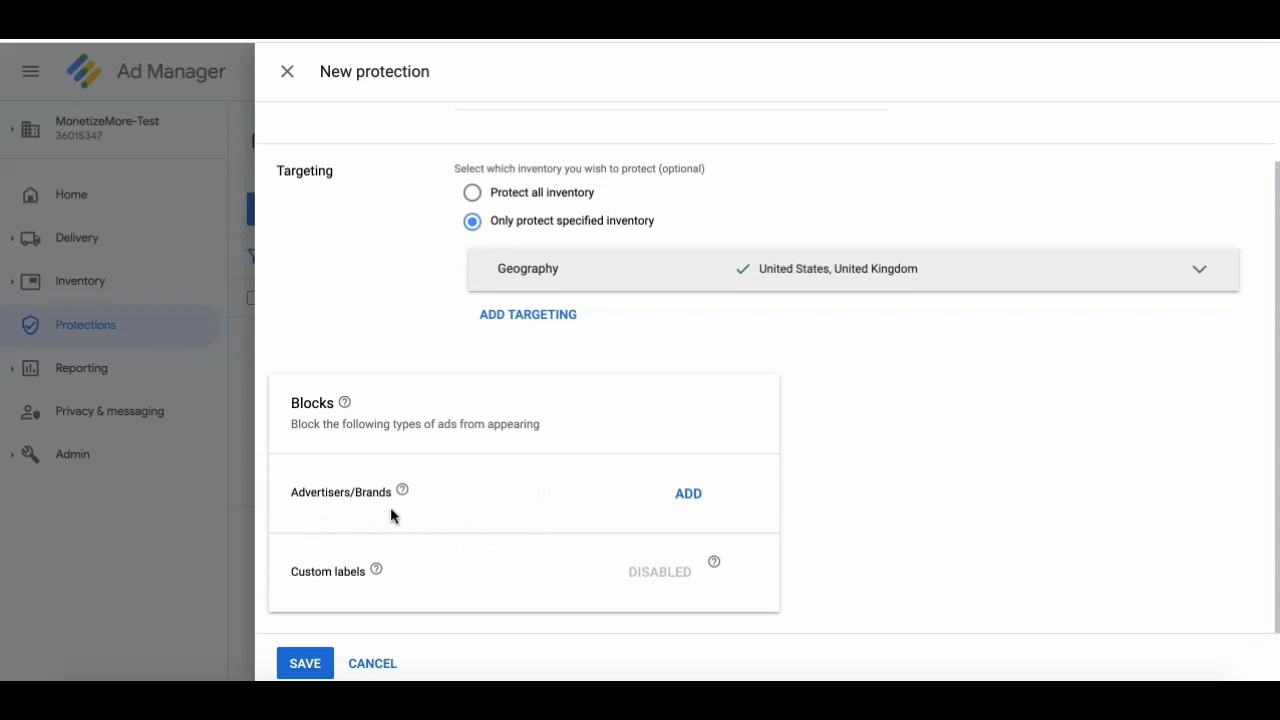 Ad Manager
New protection
MonetizeMore-Test
36015347
Home
Delivery
Inventory
Protections
Reporting
Privacy & messaging
Admin
Targeting
Select which inventory you wish to protect (optional)
Protect all inventory
Only protect specified inventory
Geography
United States, United Kingdom
ADD TARGETING
Blocks
Block the following types of ads from appearing
Advertisers/Brands
ADD
Custom labels
DISABLED
SAVE
CANCEL